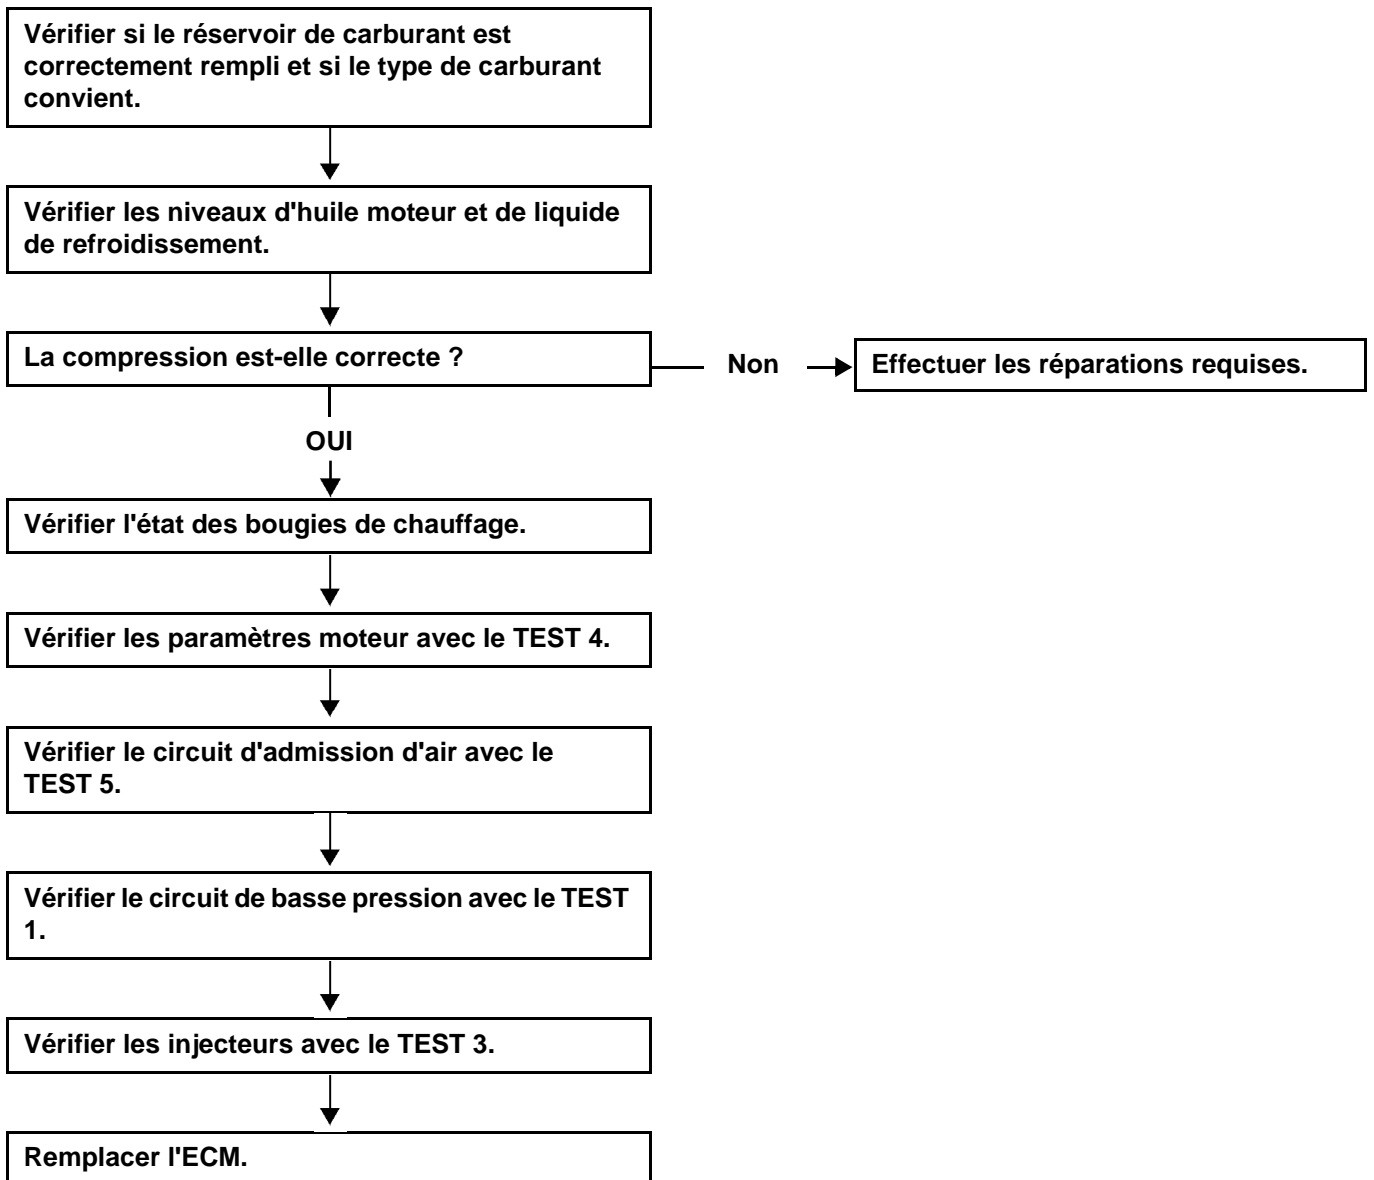 Vérifier si le réservoir de carburant est
correctement rempli et si le type de carburant
convient.
Vérifier les niveaux d'huile moteur et de liquide
de refroidissement.
La compression est-elle correcte ?
Non
Effectuer les réparations requises.
OUI
Vérifier l'état des bougies de chauffage.
Vérifier les paramètres moteur avec le TEST 4.
Vérifier le circuit d'admission d'air avec le
TEST 5.
Vérifier le circuit de basse pression avec le TEST
1.
Vérifier les injecteurs avec le TEST 3.
Remplacer l'ECM.